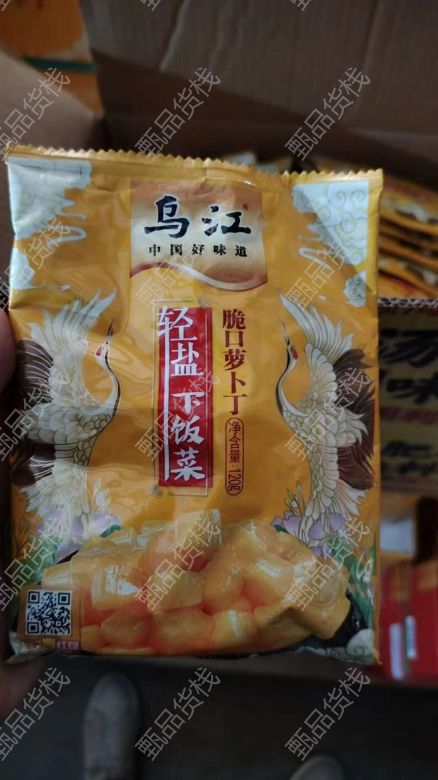 乌江
中国好味道
轻盐下饭菜
脆口萝卜丁
净含量:120g
甄品货栈